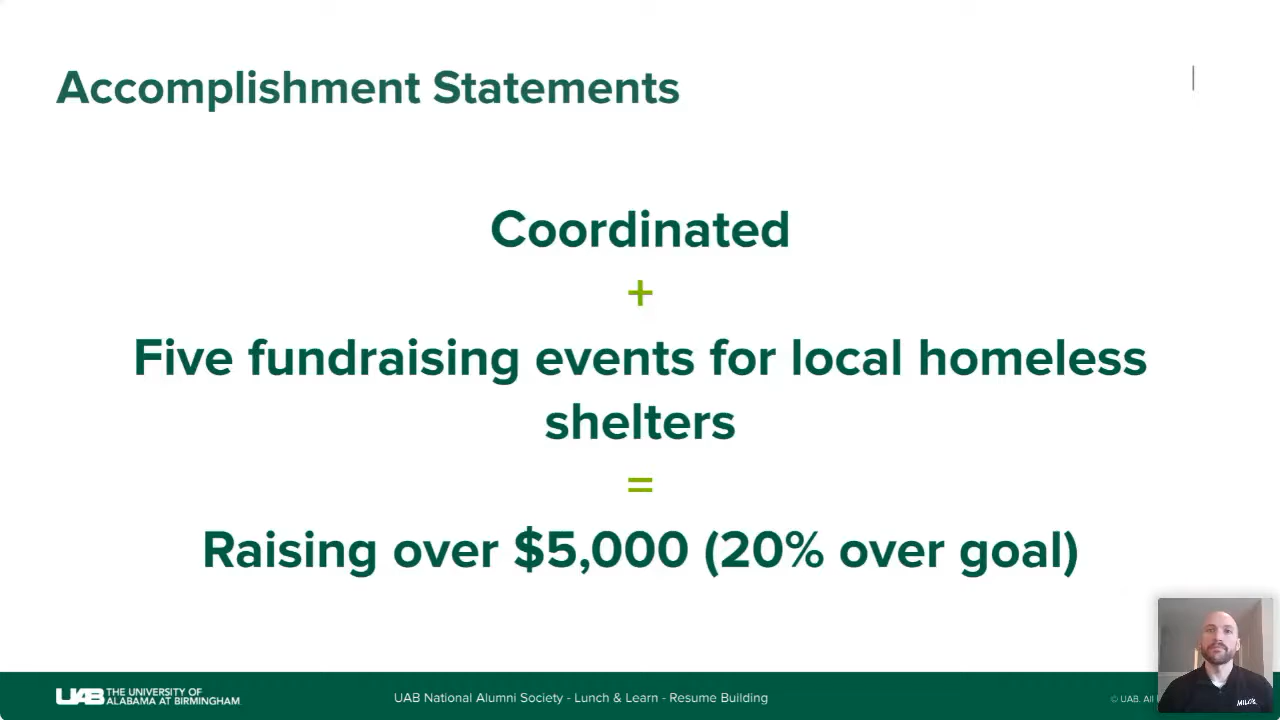 Accomplishment Statements
Coordinated
+
Five fundraising events for local homeless
shelters
=
Raising over $5,000 (20% over goal)
UAB THE UNIVERSITY OF
ALABAMA AT BIRMINGHAM
UAB National Alumni Society - Lunch & Learn - Resume Building
© UAB. All